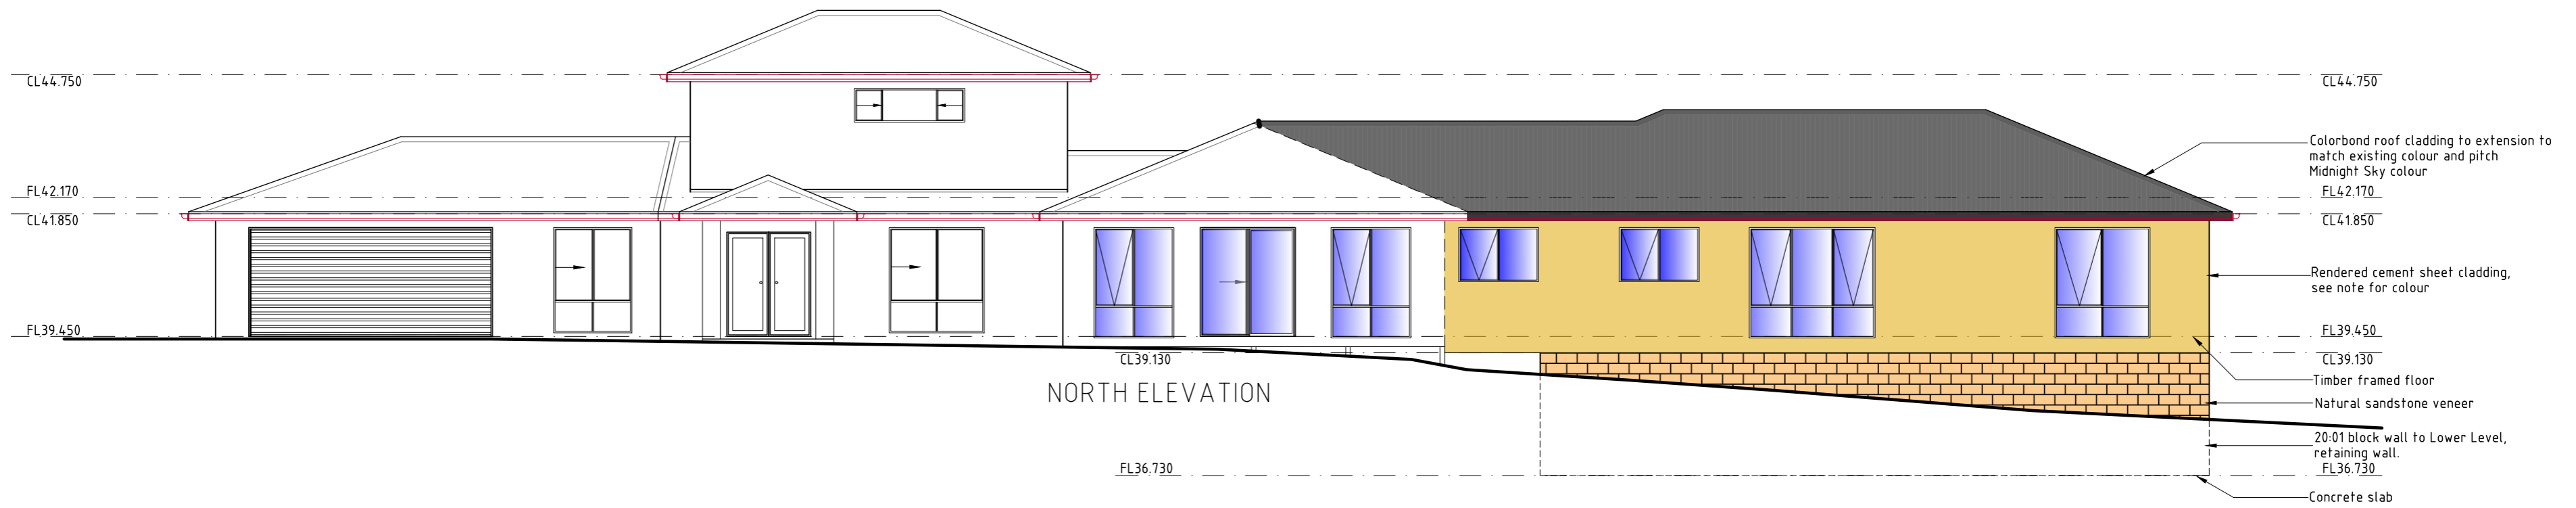 CL44.750
CL44.750
Colorbond roof cladding to extension to
match existing colour and pitch
Midnight Sky colour
FL42.170
FL42.170
CL41.850
CL41.850
Rendered cement sheet cladding,
see note for colour
FL39.450
FL39.450
CL39.130
CL39.130
Timber framed floor
NORTH ELEVATION
Natural sandstone veneer
20:01 block wall to Lower Level,
retaining wall.
FL36.730
FL36.730
Concrete slab